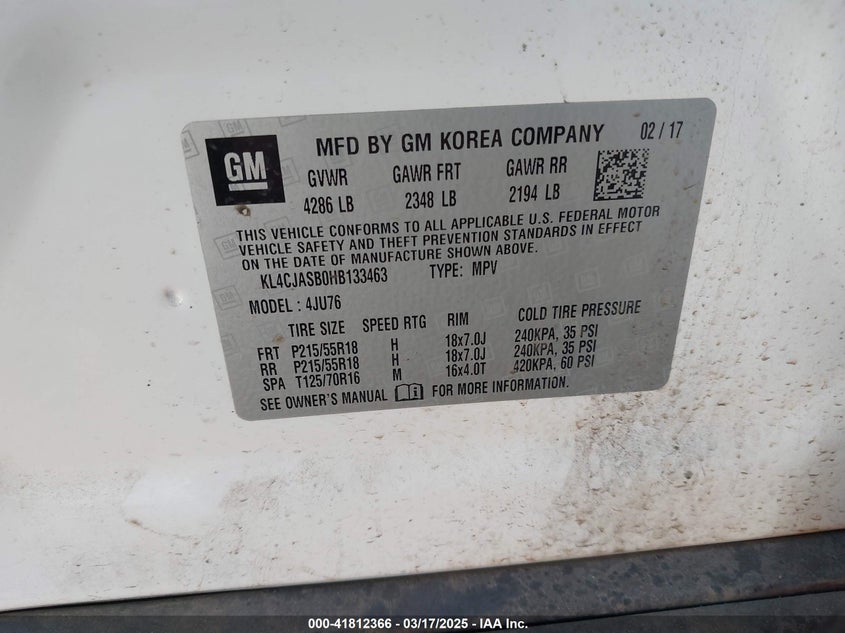 GM
MFD BY GM KOREA COMPANY 02 / 17
GVWR GAWR FRT GAWR RR
4286 LB 2348 LB 2194 LB
THIS VEHICLE CONFORMS TO ALL APPLICABLE U.S. FEDERAL MOTOR
VEHICLE SAFETY AND THEFT PREVENTION STANDARDS IN EFFECT
ON THE DATE OF MANUFACTURE SHOWN ABOVE.
KL4CJASB0HB133463 TYPE: MPV
MODEL : 4JU76
TIRE SIZE SPEED RTG RIM COLD TIRE PRESSURE
FRT P215/55R18 H 18x7.0J 240KPA, 35 PSI
RR P215/55R18 H 18x7.0J 240KPA, 35 PSI
SPA T125/70R16 M 16x4.0T 420KPA, 60 PSI
SEE OWNER'S MANUAL FOR MORE INFORMATION.
000-41812366 - 03/17/2025 - IAA Inc.